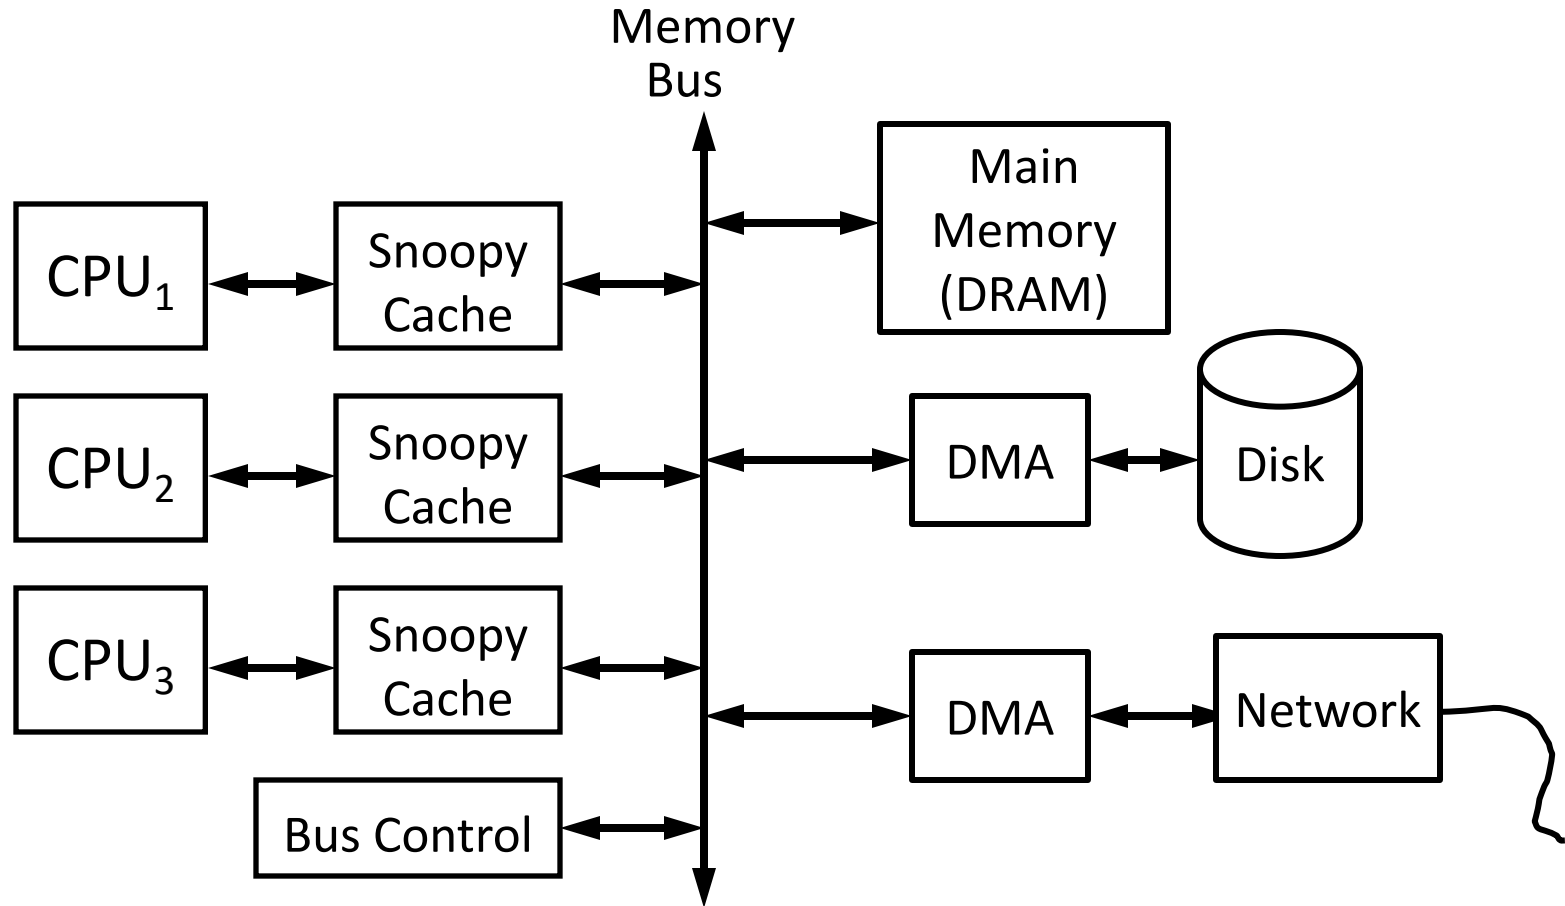 Memory
Bus
Main
Memory
(DRAM)
CPU₁
Snoopy
Cache
CPU₂
Snoopy
Cache
DMA
Disk
CPU₃
Snoopy
Cache
DMA
Network
Bus Control